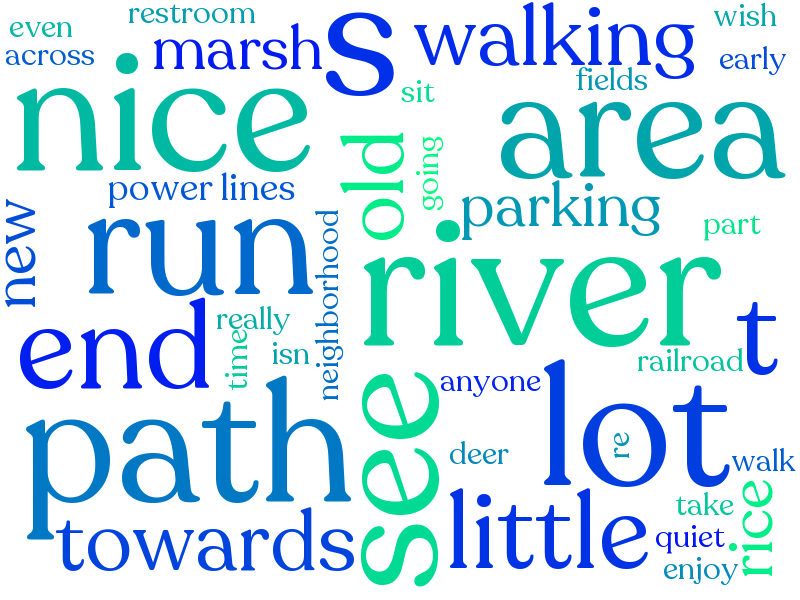 even
restroom
wish
across
marsh
s
walking
early
nice
sit
fields
area
old
going
power lines
parking
new
run
neighborhood
part
river
end
really
time
isn
t
railroad
see
anyone
path
lot
re
deer
walk
towards
little
take
rice
quiet
enjoy